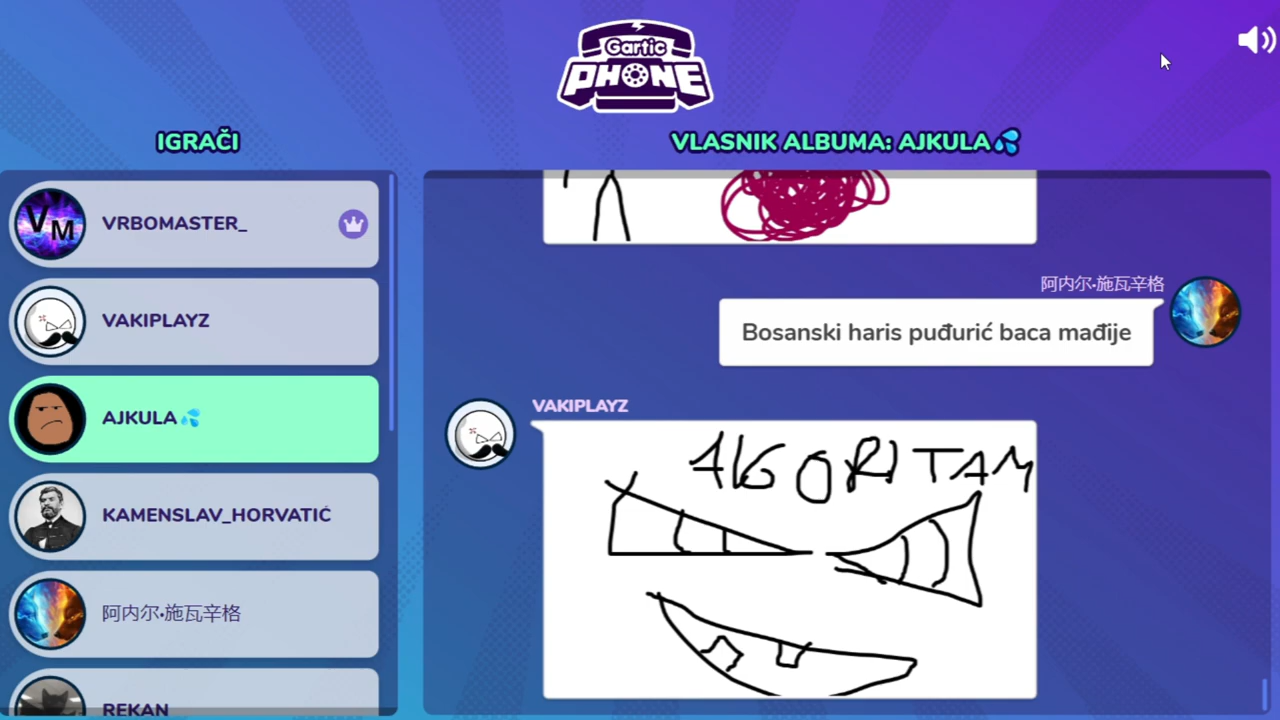 Gartic
PHONE
IGRAČI
VLASNIK ALBUMA: AJKULA💦
VM
VRBOMASTER_
VAKIPLAYZ
AJKULA💦
KAMENSLAV_HORVATIĆ
阿内尔·施瓦辛格
REKAN
阿内尔·施瓦辛格
Bosanski haris puđurić baca mađije
VAKIPLAYZ
AlGORITAM